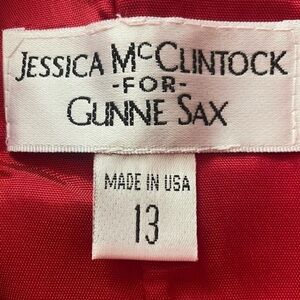 JESSICA McCLINTOCK
-FOR-
GUNNE SAX
MADE IN USA
13